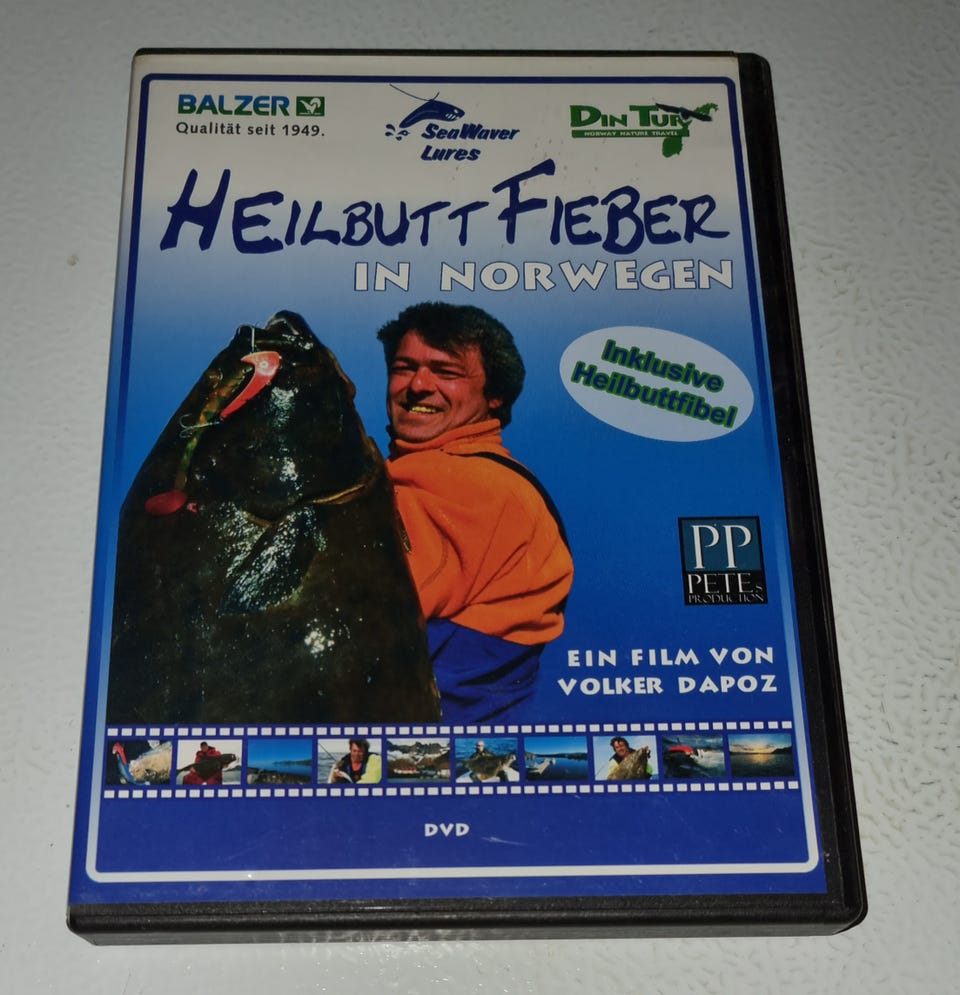 BALZER
Qualität seit 1949.
SeaWaver
Lures
DIN TUR
NORWAY NATURE TRAVEL
HEILBUTT FIEBER
IN NORWEGEN
Inklusive
Heilbuttfibel
PP
PETES
PRODUCTION
EIN FILM VON
VOLKER DAPOZ
DVD